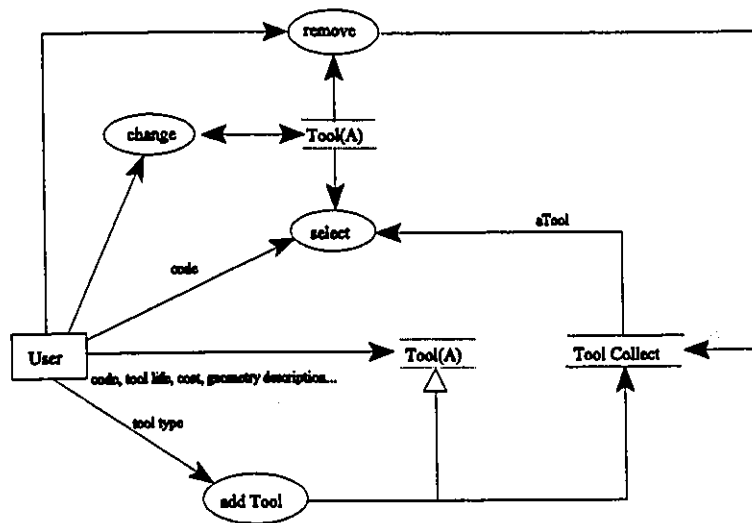 remove
change
Tool(A)
select
aTool
code
User
Tool(A)
Tool Collect
code, tool life, cost, geometry description...
tool type
add Tool